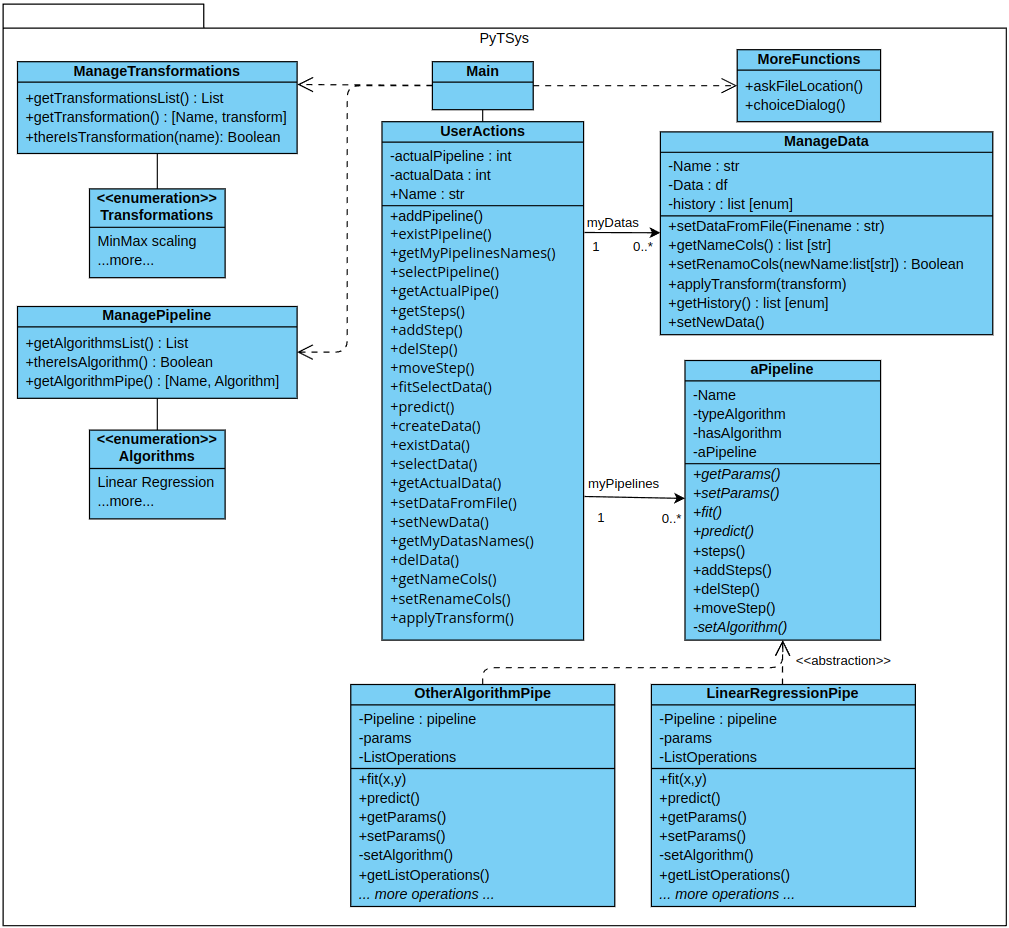 PyTSys
ManageTransformations
+getTransformationsList() : List
+getTransformation() : [Name, transform]
+thereIsTransformation(name): Boolean
<<enumeration>>
Transformations
MinMax scaling
...more...
ManagePipeline
+getAlgorithmsList() : List
+thereIsAlgorithm() : Boolean
+getAlgorithmPipe() : [Name, Algorithm]
<<enumeration>>
Algorithms
Linear Regression
...more...
Main
UserActions
-actualPipeline : int
-actualData : int
+Name : str
+addPipeline()
+existPipeline()
+getMyPipelinesNames()
+selectPipeline()
+getActualPipe()
+getSteps()
+addStep()
+delStep()
+moveStep()
+fitSelectData()
+predict()
+createData()
+existData()
+selectData()
+getActualData()
+setDataFromFile()
+setNewData()
+getMyDatasNames()
+delData()
+getNameCols()
+setRenameCols()
+applyTransform()
MoreFunctions
+askFileLocation()
+choiceDialog()
myDatas
1 0..*
ManageData
-Name : str
-Data : df
-history : list [enum]
+setDataFromFile(Finename : str)
+getNameCols() : list [str]
+setRenamoCols(newName:list[str]) : Boolean
+applyTransform(transform)
+getHistory() : list [enum]
+setNewData()
myPipelines
1 0..*
aPipeline
-Name
-typeAlgorithm
-hasAlgorithm
-aPipeline
+getParams()
+setParams()
+fit()
+predict()
+steps()
+addSteps()
+delStep()
+moveStep()
-setAlgorithm()
<<abstraction>>
OtherAlgorithmPipe
-Pipeline : pipeline
-params
-ListOperations
+fit(x,y)
+predict()
+getParams()
+setParams()
-setAlgorithm()
+getListOperations()
... more operations ...
LinearRegressionPipe
-Pipeline : pipeline
-params
-ListOperations
+fit(x,y)
+predict()
+getParams()
+setParams()
-setAlgorithm()
+getListOperations()
... more operations ...